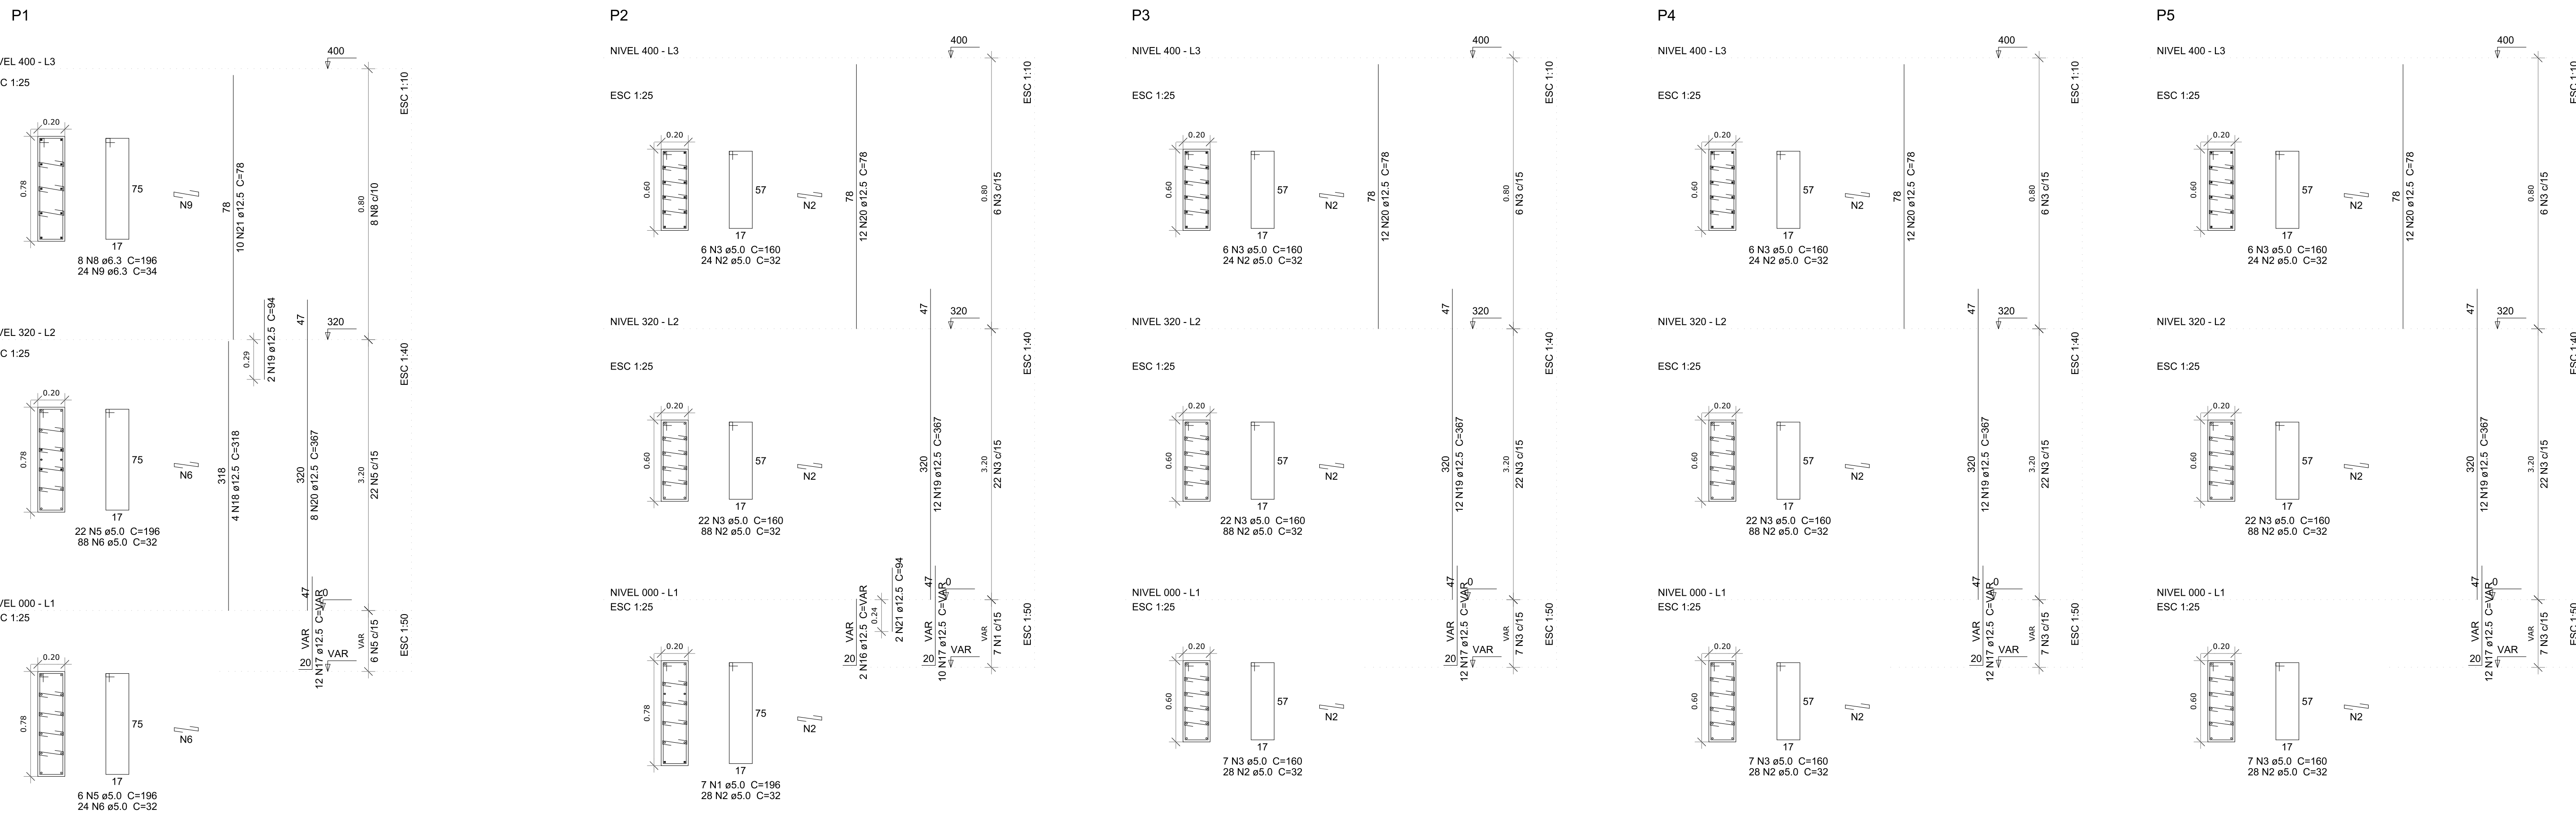 P1
VEL 400 - L3
C 1:25
400
ESC 1:10
0.20
0.78
75
17
N9
8 N8 ø6.3 C=196
24 N9 ø6.3 C=34
78
10 N21 ø12.5 C=78
0.80
8 N8 c/10
2 N19 ø12.5 C=94
0.29
47
320
VEL 320 - L2
C 1:25
ESC 1:40
0.20
0.78
75
17
N6
22 N5 ø5.0 C=196
88 N6 ø5.0 C=32
318
4 N18 ø12.5 C=318
320
8 N20 ø12.5 C=367
3.20
22 N5 c/15
VEL 000 - L1
C 1:25
47
0
VAR
20
12 N17 ø12.5 C=VAR
VAR
VAR
6 N5 c/15
ESC 1:50
0.20
0.78
75
17
N6
6 N5 ø5.0 C=196
24 N6 ø5.0 C=32
P2
NIVEL 400 - L3
ESC 1:25
400
ESC 1:10
0.20
0.60
57
17
N2
6 N3 ø5.0 C=160
24 N2 ø5.0 C=32
78
12 N20 ø12.5 C=78
0.80
6 N3 c/15
47
320
NIVEL 320 - L2
ESC 1:25
ESC 1:40
0.20
0.60
57
17
N2
22 N3 ø5.0 C=160
88 N2 ø5.0 C=32
320
12 N19 ø12.5 C=367
3.20
22 N3 c/15
NIVEL 000 - L1
ESC 1:25
VAR
20
2 N16 ø12.5 C=VAR
0.24
2 N21 ø12.5 C=94
47
0
VAR
20
10 N17 ø12.5 C=VAR
VAR
VAR
7 N1 c/15
ESC 1:50
0.20
0.78
75
17
N2
7 N1 ø5.0 C=196
28 N2 ø5.0 C=32
P3
NIVEL 400 - L3
ESC 1:25
400
ESC 1:10
0.20
0.60
57
17
N2
6 N3 ø5.0 C=160
24 N2 ø5.0 C=32
78
12 N20 ø12.5 C=78
0.80
6 N3 c/15
47
320
NIVEL 320 - L2
ESC 1:25
ESC 1:40
0.20
0.60
57
17
N2
22 N3 ø5.0 C=160
88 N2 ø5.0 C=32
320
12 N19 ø12.5 C=367
3.20
22 N3 c/15
NIVEL 000 - L1
ESC 1:25
47
0
VAR
20
12 N17 ø12.5 C=VAR
VAR
VAR
7 N3 c/15
ESC 1:50
0.20
0.60
57
17
N2
7 N3 ø5.0 C=160
28 N2 ø5.0 C=32
P4
NIVEL 400 - L3
ESC 1:25
400
ESC 1:10
0.20
0.60
57
17
N2
6 N3 ø5.0 C=160
24 N2 ø5.0 C=32
78
12 N20 ø12.5 C=78
0.80
6 N3 c/15
47
320
NIVEL 320 - L2
ESC 1:25
ESC 1:40
0.20
0.60
57
17
N2
22 N3 ø5.0 C=160
88 N2 ø5.0 C=32
320
12 N19 ø12.5 C=367
3.20
22 N3 c/15
NIVEL 000 - L1
ESC 1:25
47
0
VAR
20
12 N17 ø12.5 C=VAR
VAR
VAR
7 N3 c/15
ESC 1:50
0.20
0.60
57
17
N2
7 N3 ø5.0 C=160
28 N2 ø5.0 C=32
P5
NIVEL 400 - L3
ESC 1:25
400
ESC 1:10
0.20
0.60
57
17
N2
6 N3 ø5.0 C=160
24 N2 ø5.0 C=32
78
12 N20 ø12.5 C=78
0.80
6 N3 c/15
47
320
NIVEL 320 - L2
ESC 1:25
ESC 1:40
0.20
0.60
57
17
N2
22 N3 ø5.0 C=160
88 N2 ø5.0 C=32
320
12 N19 ø12.5 C=367
3.20
22 N3 c/15
NIVEL 000 - L1
ESC 1:25
47
0
VAR
20
12 N17 ø12.5 C=VAR
VAR
VAR
7 N3 c/15
ESC 1:50
0.20
0.60
57
17
N2
7 N3 ø5.0 C=160
28 N2 ø5.0 C=32